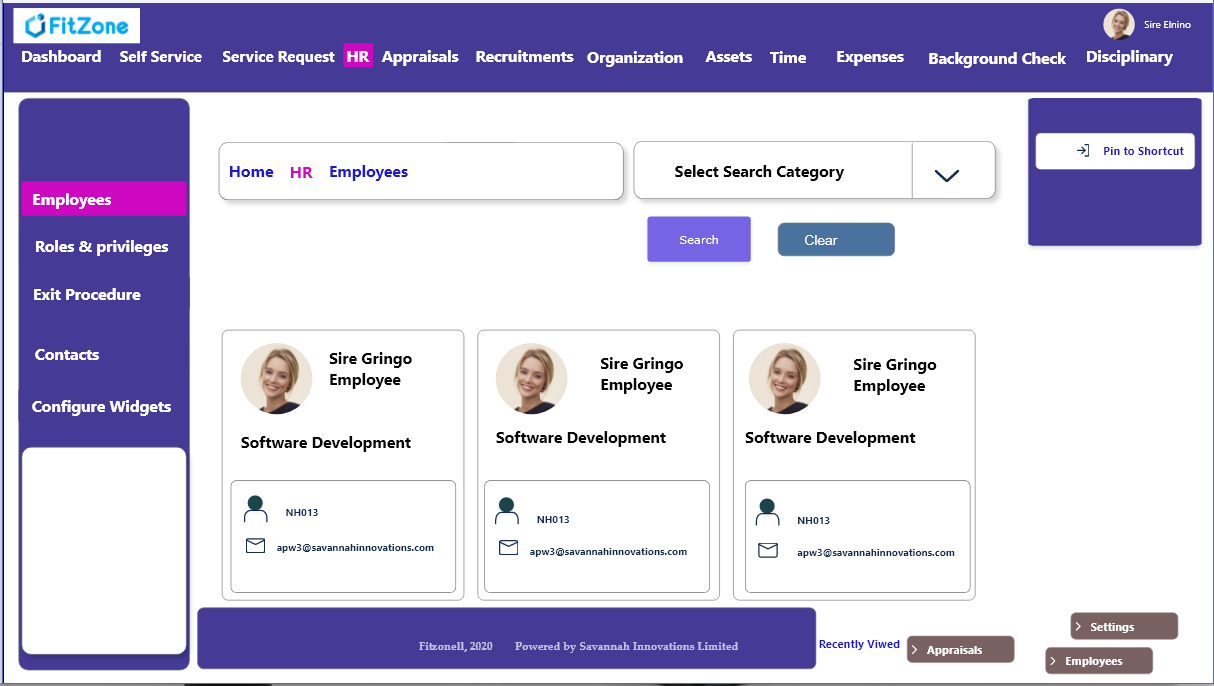 FitZone
Sire Elnino
Dashboard Self Service Service Request HR Appraisals Recruitments Organization Assets Time Expenses Background Check Disciplinary
Employees
Roles & privileges
Exit Procedure
Contacts
Configure Widgets
Home HR Employees
Select Search Category
Search Clear
Pin to Shortcut
Sire Gringo
Employee
Software Development
NH013
apw3@savannahinnovations.com
Sire Gringo
Employee
Software Development
NH013
apw3@savannahinnovations.com
Sire Gringo
Employee
Software Development
NH013
apw3@savannahinnovations.com
Fitzonell, 2020 Powered by Savannah Innovations Limited
Recently Viwed
Appraisals
Settings
Employees